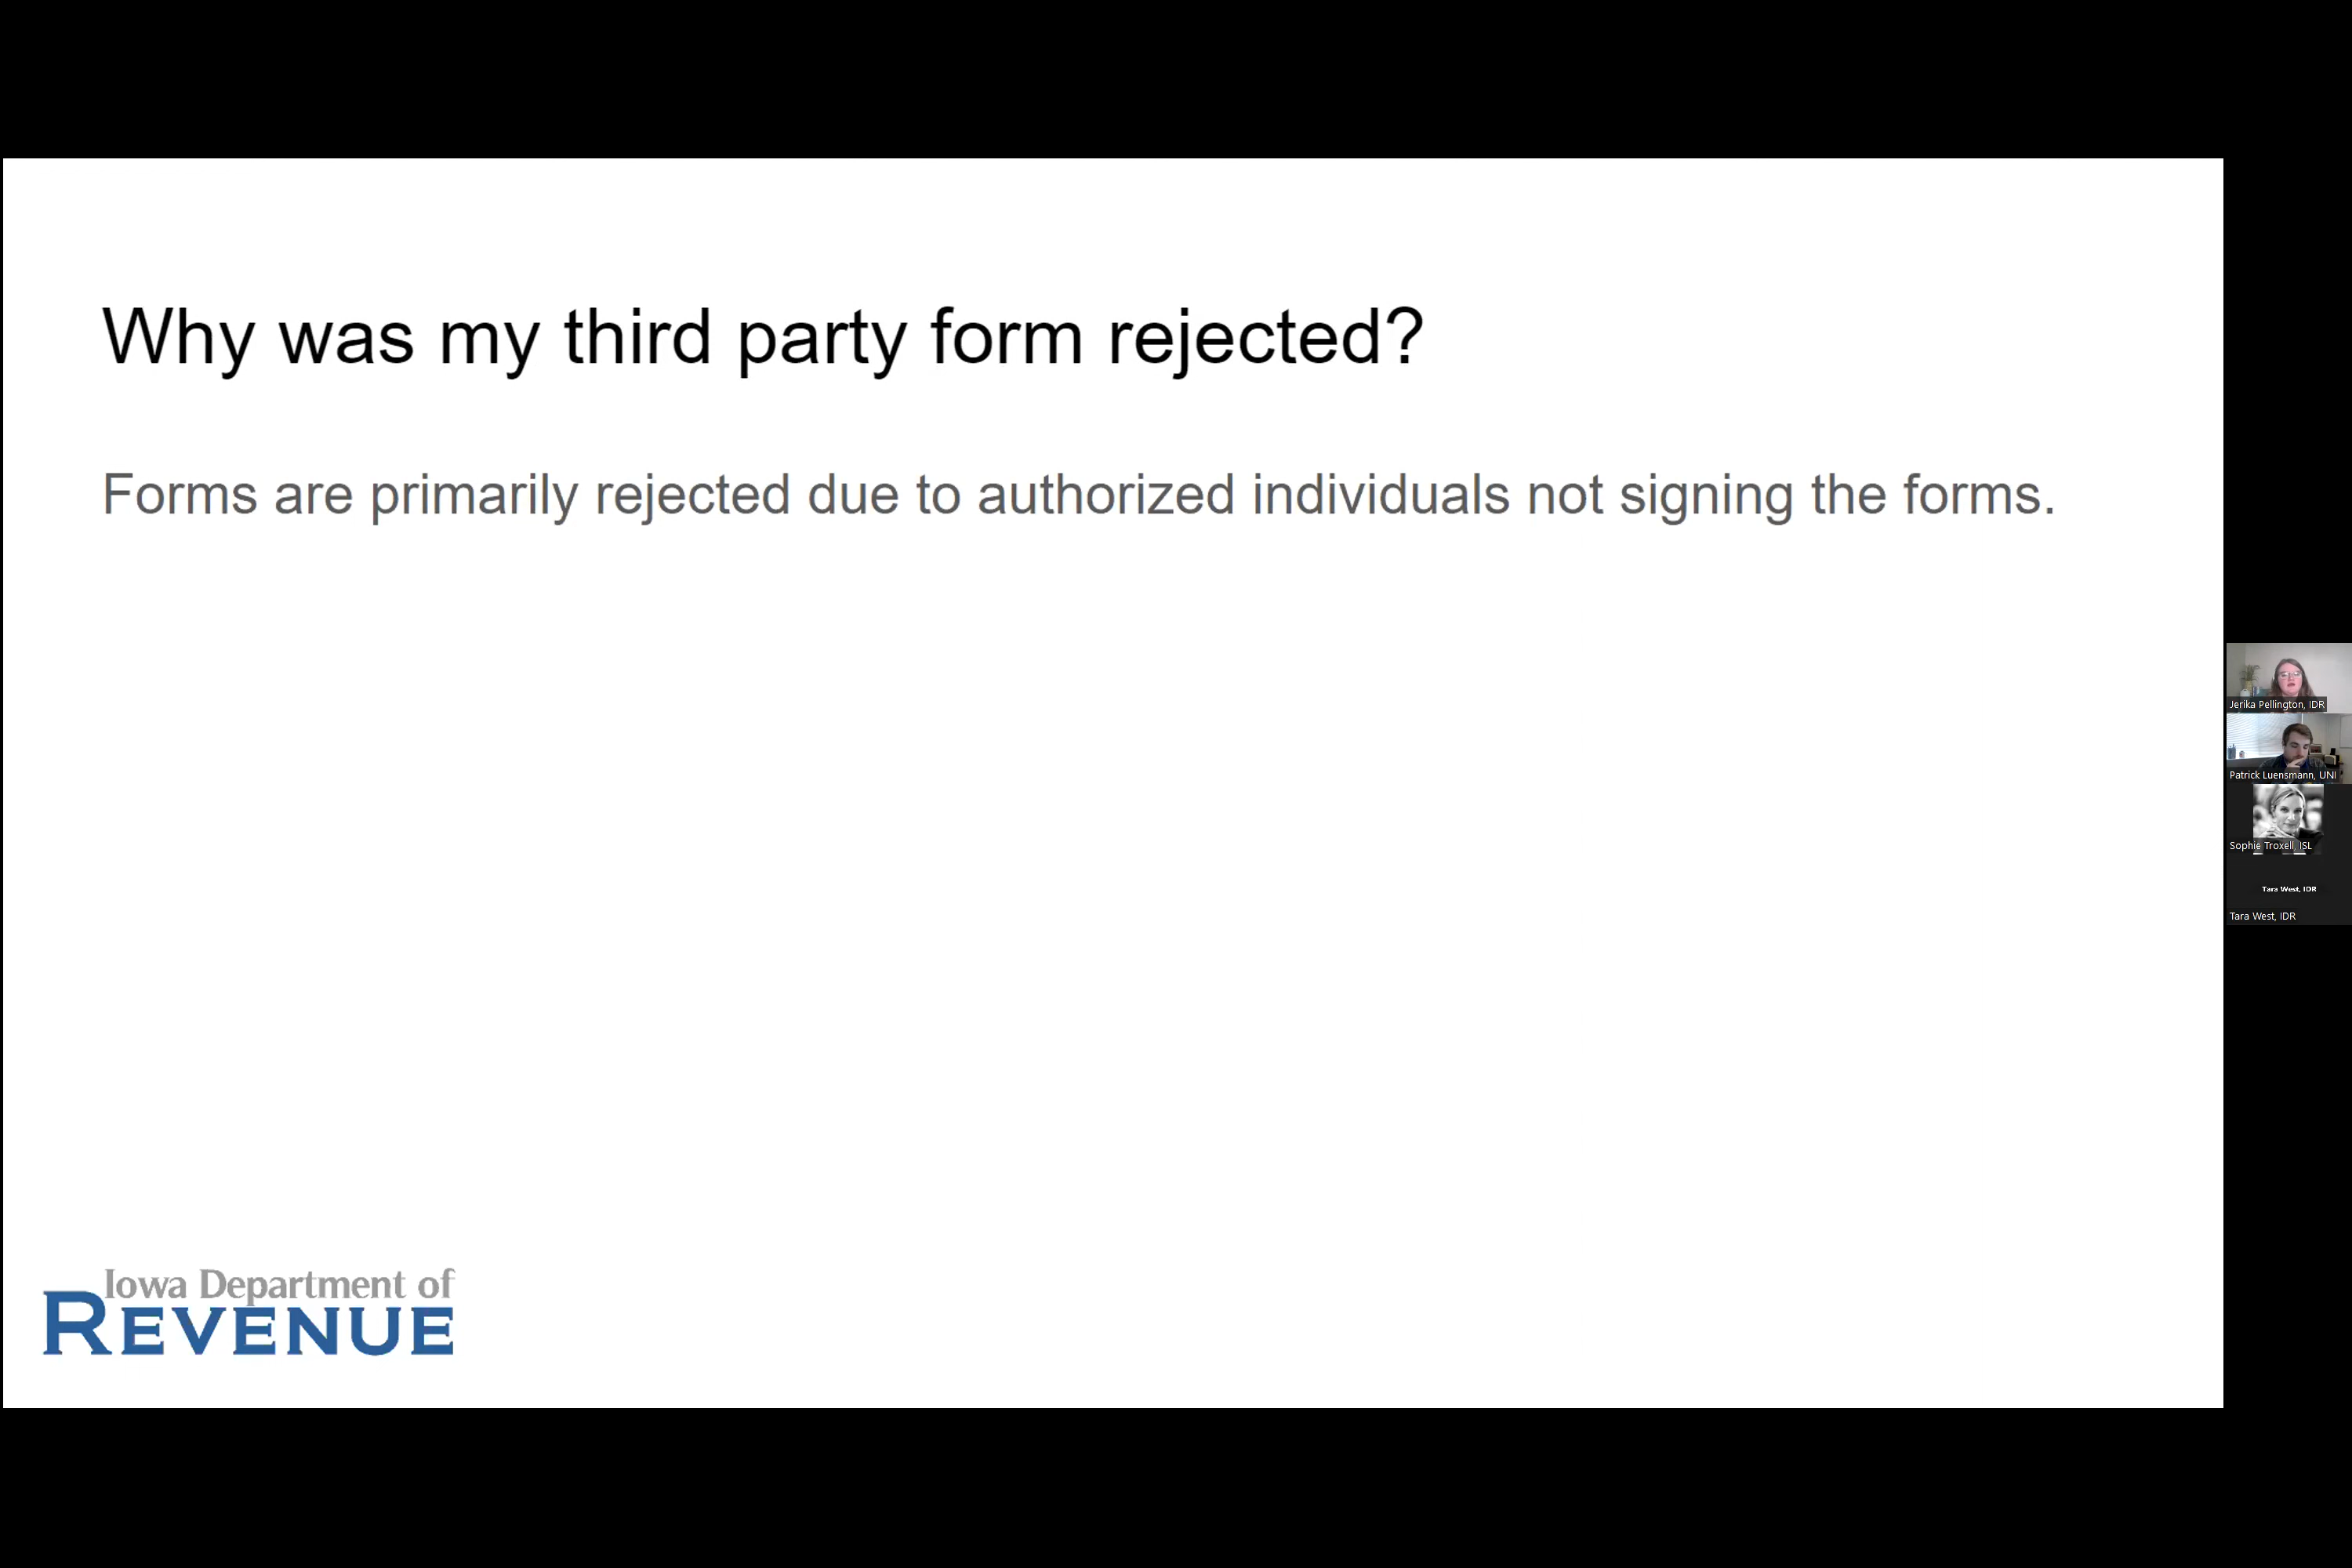 Why was my third party form rejected?
Forms are primarily rejected due to authorized individuals not signing the forms.
Iowa Department of
REVENUE
Jerika Pellington, IDR
Patrick Luensmann, UNI
Sophie Troxell, ISL
Tara West, IDR
Tara West, IDR